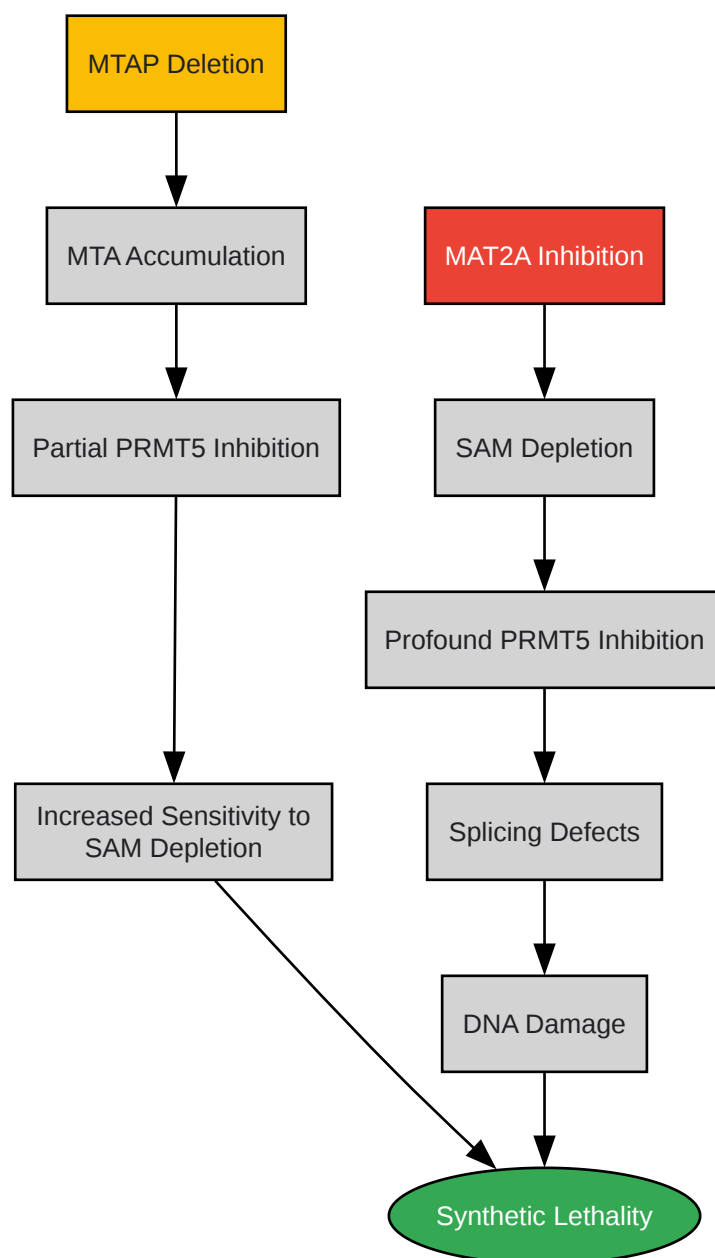 MTAP Deletion
MTA Accumulation
MAT2A Inhibition
Partial PRMT5 Inhibition
SAM Depletion
Profound PRMT5 Inhibition
Increased Sensitivity to
SAM Depletion
Splicing Defects
DNA Damage
Synthetic Lethality